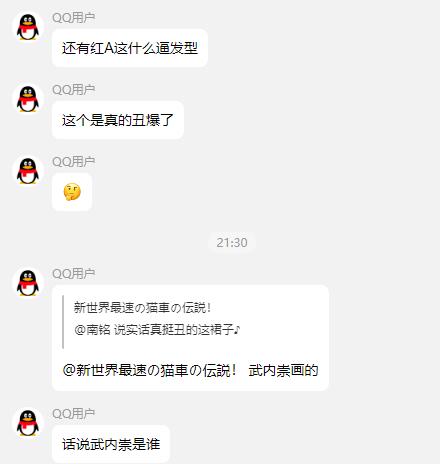 QQ用户
还有红A这什么逼发型
QQ用户
这个是真的丑爆了
QQ用户
21:30
QQ用户
新世界最速の猫車の伝説！
@南铭 说实话真挺丑的这裙子♪
@新世界最速の猫車の伝説！ 武内崇画的
QQ用户
话说武内崇是谁